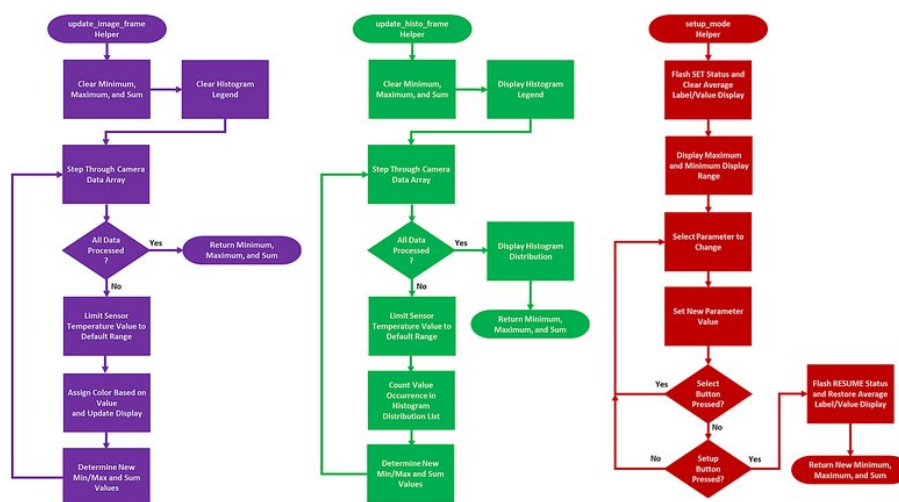 update_image_frame
Helper
Clear Minimum,
Maximum, and Sum
Clear Histogram
Legend
Step Through Camera
Data Array
All Data
Processed
?
Yes
Return Minimum,
Maximum, and Sum
No
Limit Sensor
Temperature Value to
Default Range
Assign Color Based on
Value
and Update Display
Determine New
Min/Max and Sum
Values
update_histo_frame
Helper
Clear Minimum,
Maximum, and Sum
Display Histogram
Legend
Step Through Camera
Data Array
All Data
Processed
?
Yes
Display Histogram
Distribution
Return Minimum,
Maximum, and Sum
No
Limit Sensor
Temperature Value to
Default Range
Count Value
Occurrence in
Histogram
Distribution List
Determine New
Min/Max and Sum
Values
setup_mode
Helper
Flash SET Status and
Clear Average
Label/Value Display
Display Maximum
and Minimum Display
Range
Select Parameter to
Change
Set New Parameter
Value
Yes
Select
Button
Pressed?
No
No
Setup
Button
Pressed?
Yes
Flash RESUME Status
and Restore Average
Label/Value Display
Return New Minimum,
Maximum, and Sum